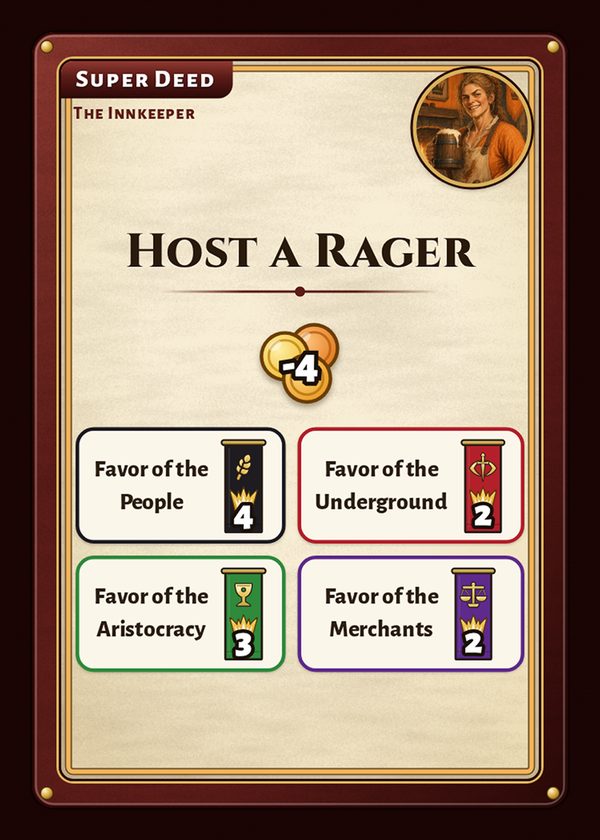 Super Deed
The Innkeeper
Host a Rager
-4
Favor of the
People
4
Favor of the
Underground
2
Favor of the
Aristocracy
3
Favor of the
Merchants
2